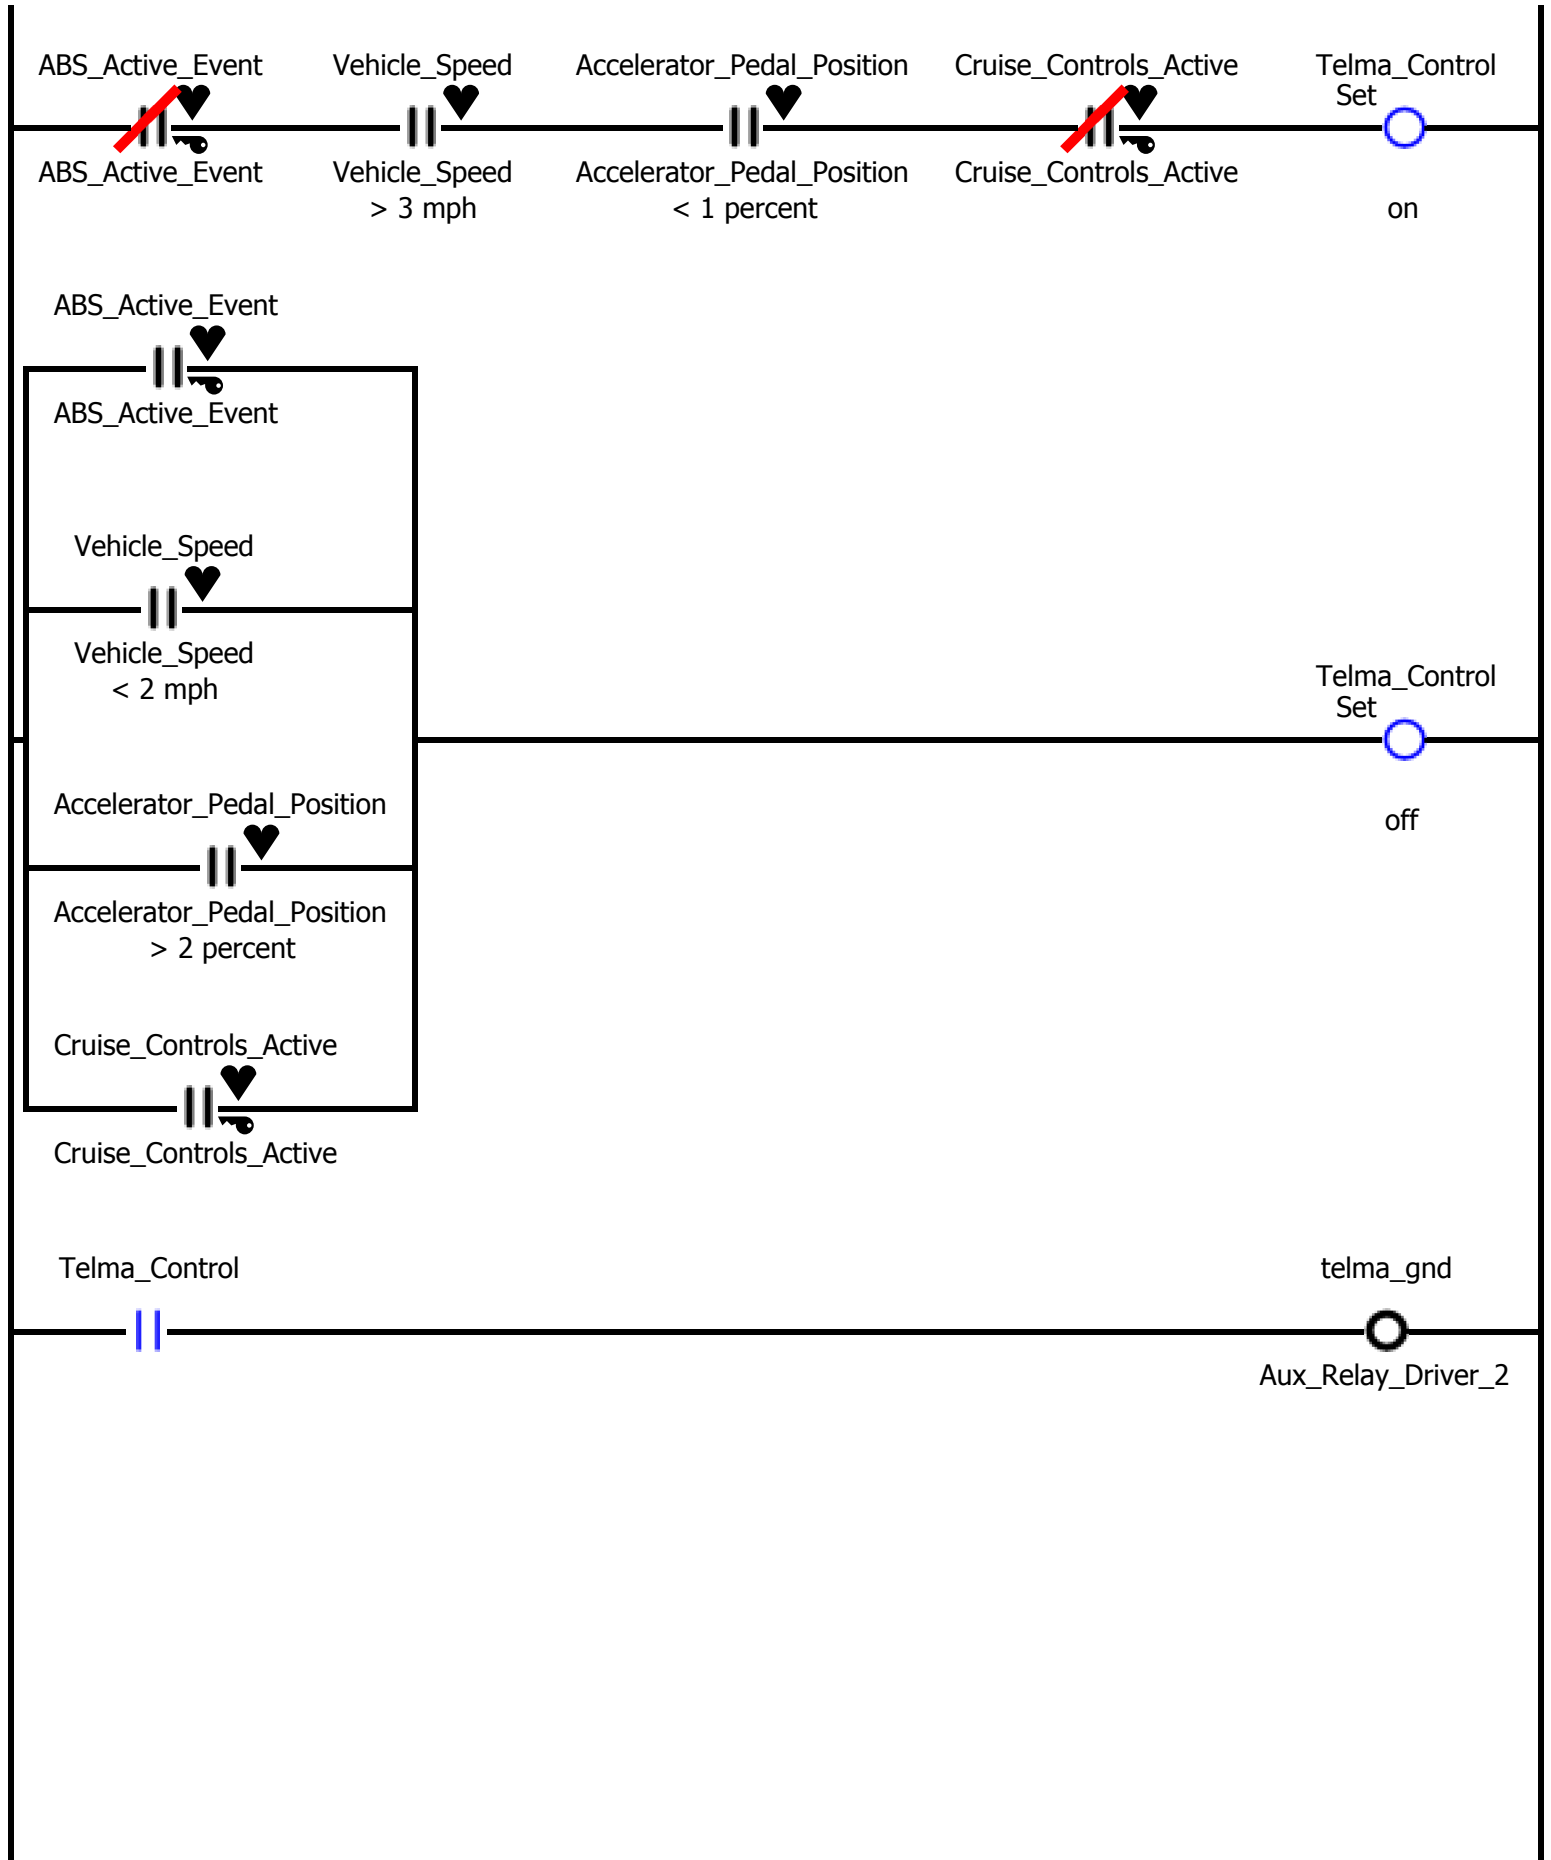 ABS_Active_Event
Vehicle_Speed
Accelerator_Pedal_Position
Cruise_Controls_Active
Telma_Control
Set
ABS_Active_Event
Vehicle_Speed
Accelerator_Pedal_Position
Cruise_Controls_Active
> 3 mph
< 1 percent
on
ABS_Active_Event
ABS_Active_Event
Vehicle_Speed
Vehicle_Speed
< 2 mph
Telma_Control
Set
Accelerator_Pedal_Position
off
Accelerator_Pedal_Position
> 2 percent
Cruise_Controls_Active
Cruise_Controls_Active
Telma_Control
telma_gnd
Aux_Relay_Driver_2